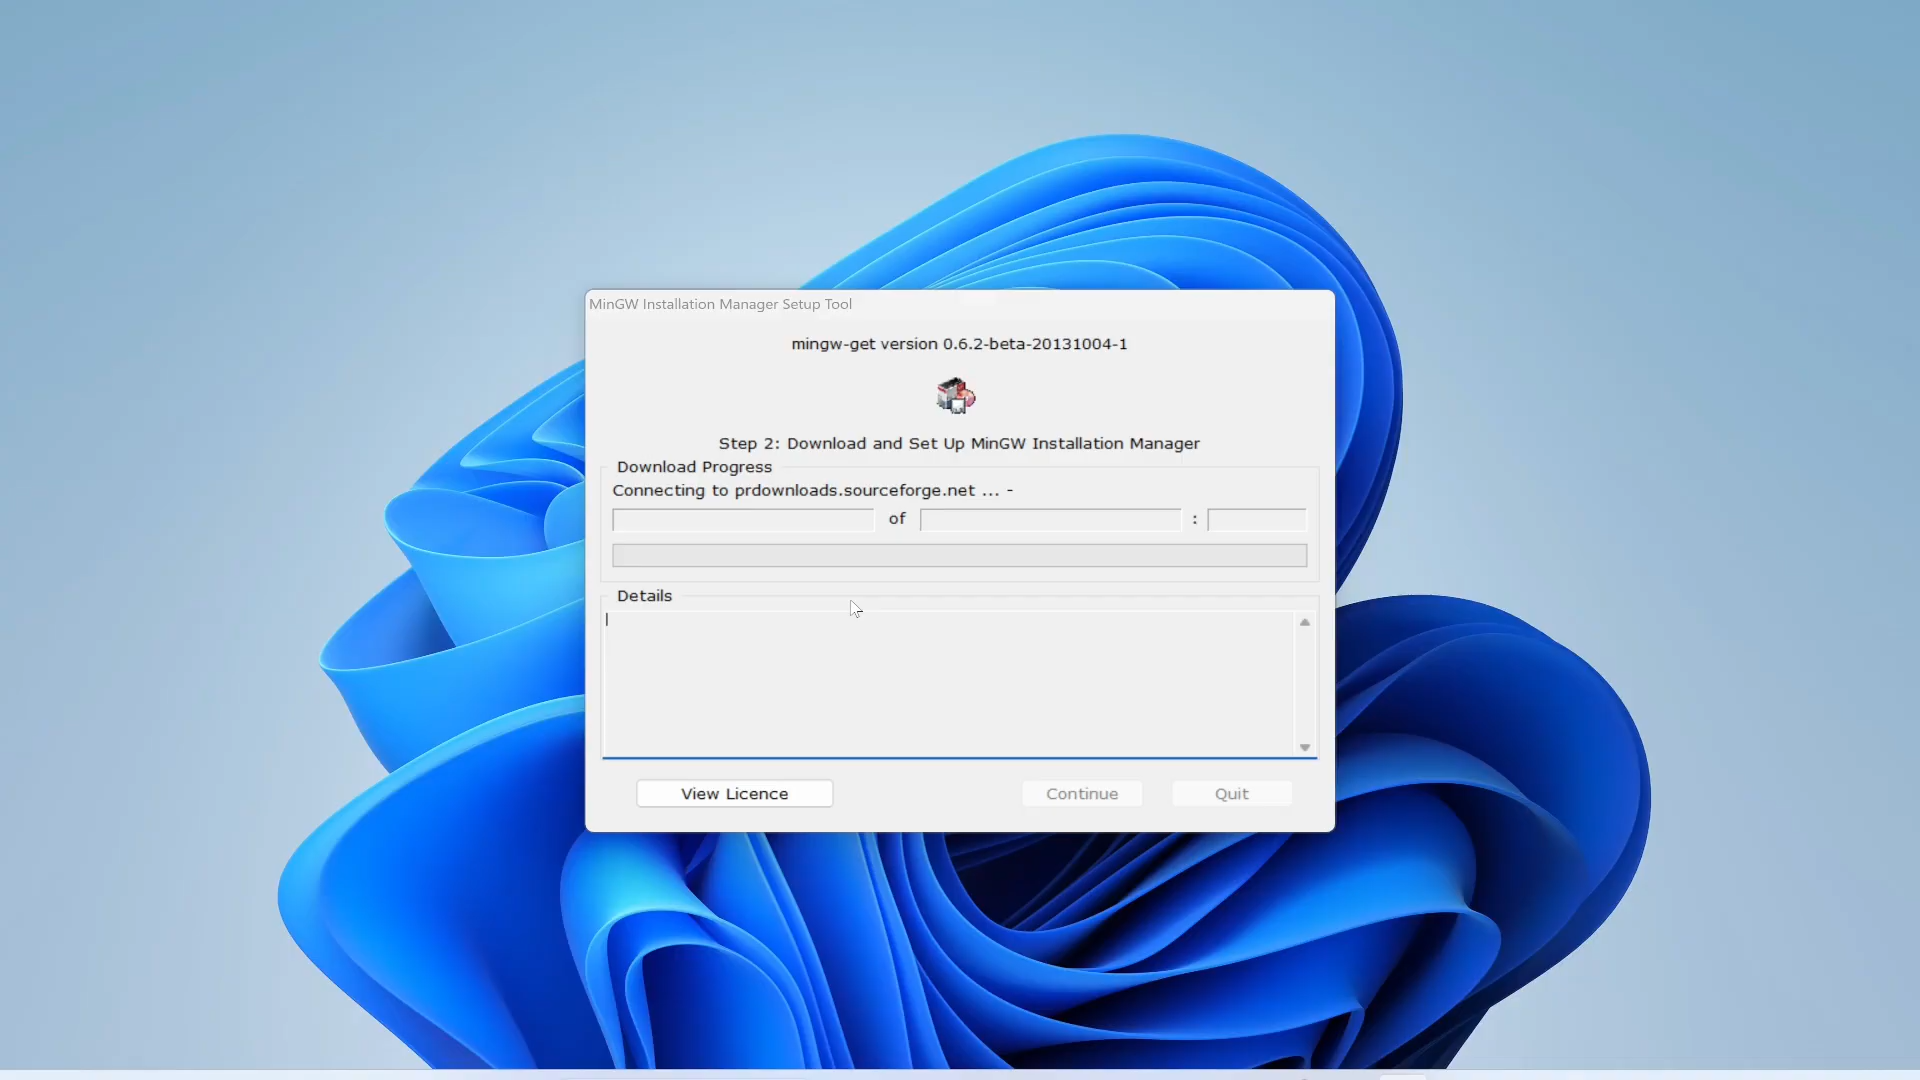 MinGW Installation Manager Setup Tool
mingw-get version 0.6.2-beta-20131004-1
Step 2: Download and Set Up MinGW Installation Manager
Download Progress
Connecting to prdownloads.sourceforge.net ... -
of :
Details
View Licence Continue Quit